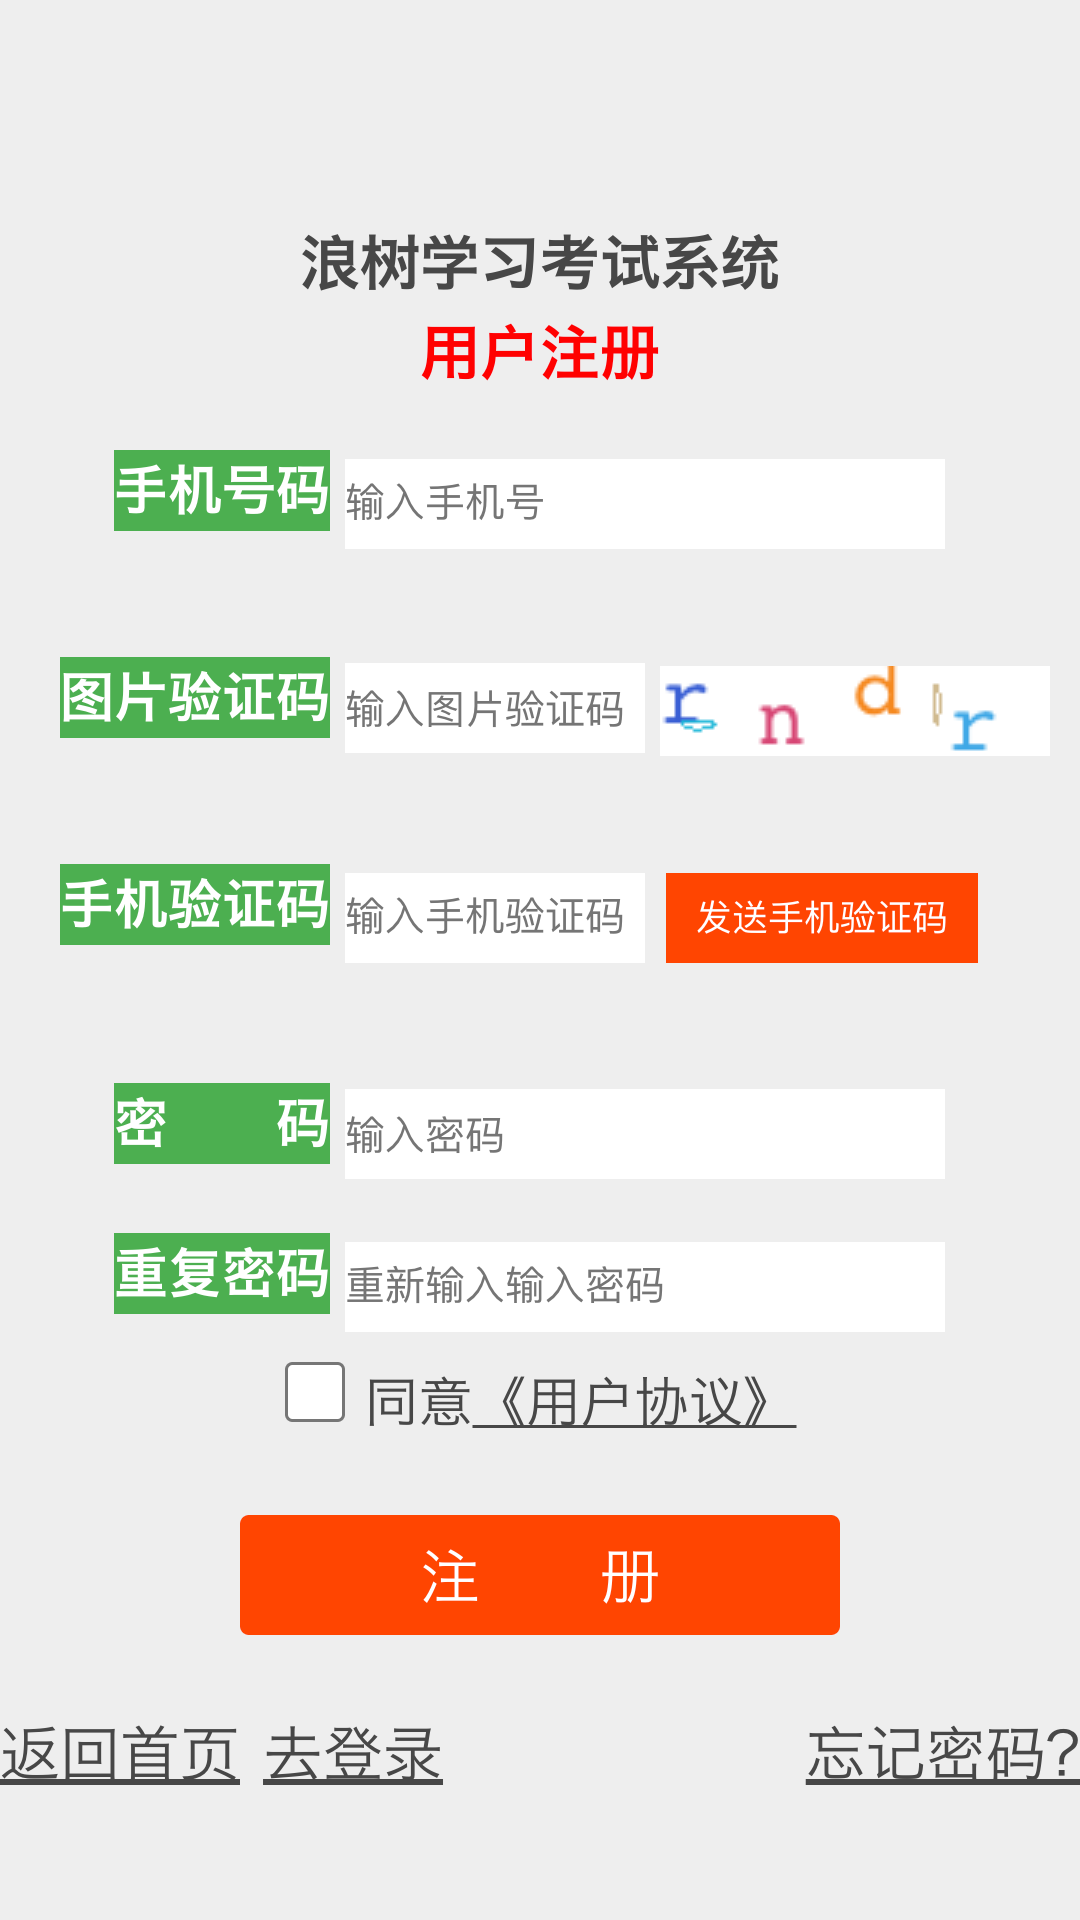 浪树学习考试系统
用户注册
手机号码 输入手机号
图片验证码 输入图片验证码 r n d r
手机验证码 输入手机验证码 发送手机验证码
密 码 输入密码
重复密码 重新输入输入密码
同意《用户协议》
注 册
返回首页 去登录 忘记密码?